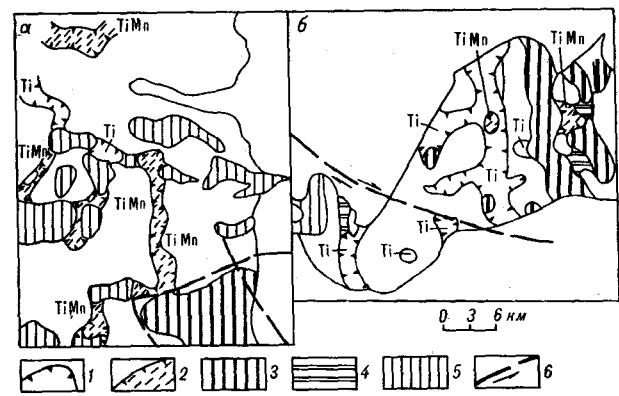 а TiMn б TiMn TiMn
Ti
Ti Ti Ti
TiMn
Ti
TiMn
TiMn
Ti Ti
TiMn Ti
0 3 6 км
1 2 3 4 5 6